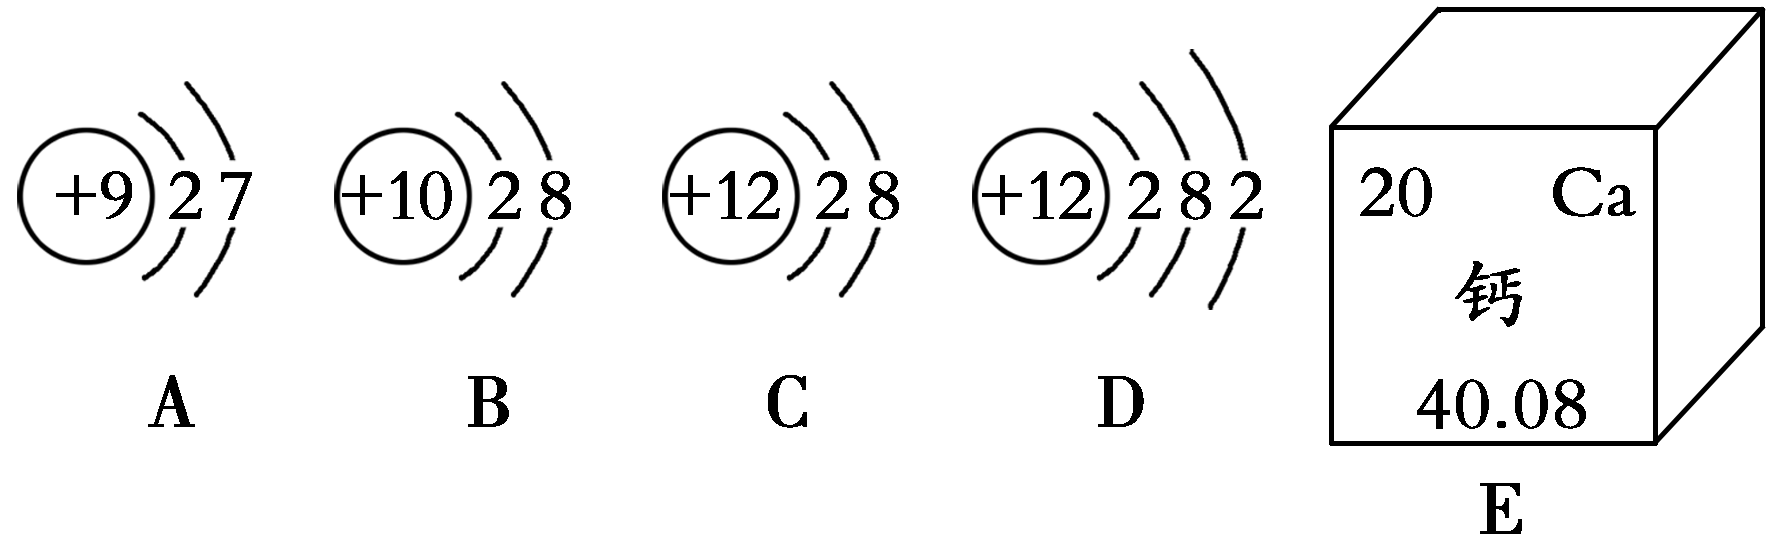 +9 2 7
A
+10 2 8
B
+12 2 8
C
+12 2 8 2
D
20 Ca
钙
40.08
E